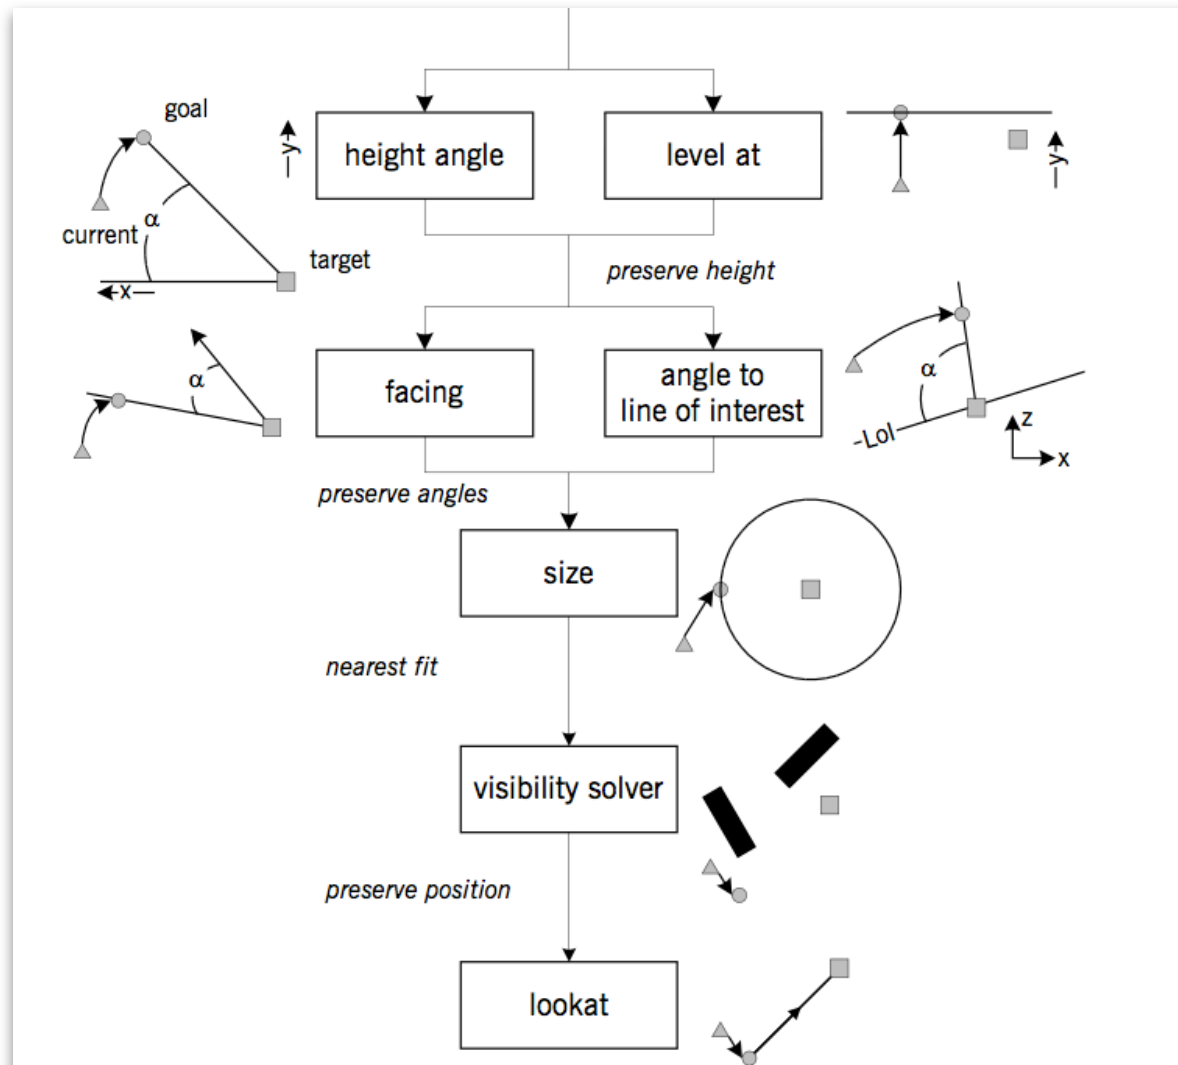 goal
y
height angle
level at
y
current
α
target
x
preserve height
α
facing
angle to
line of interest
α
-LoI
z
x
preserve angles
size
nearest fit
visibility solver
preserve position
lookat